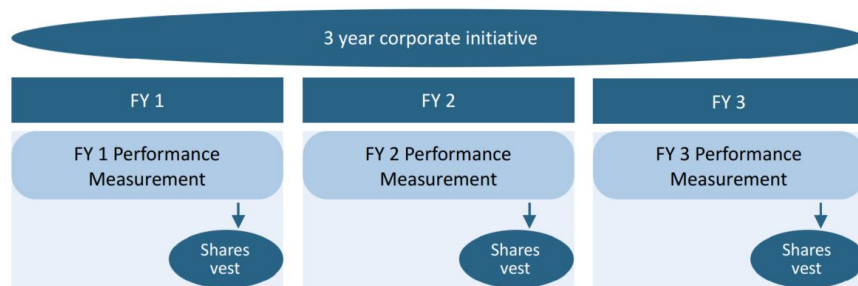 3 year corporate initiative
FY 1
FY 2
FY 3
FY 1 Performance
Measurement
FY 2 Performance
Measurement
FY 3 Performance
Measurement
Shares
vest
Shares
vest
Shares
vest